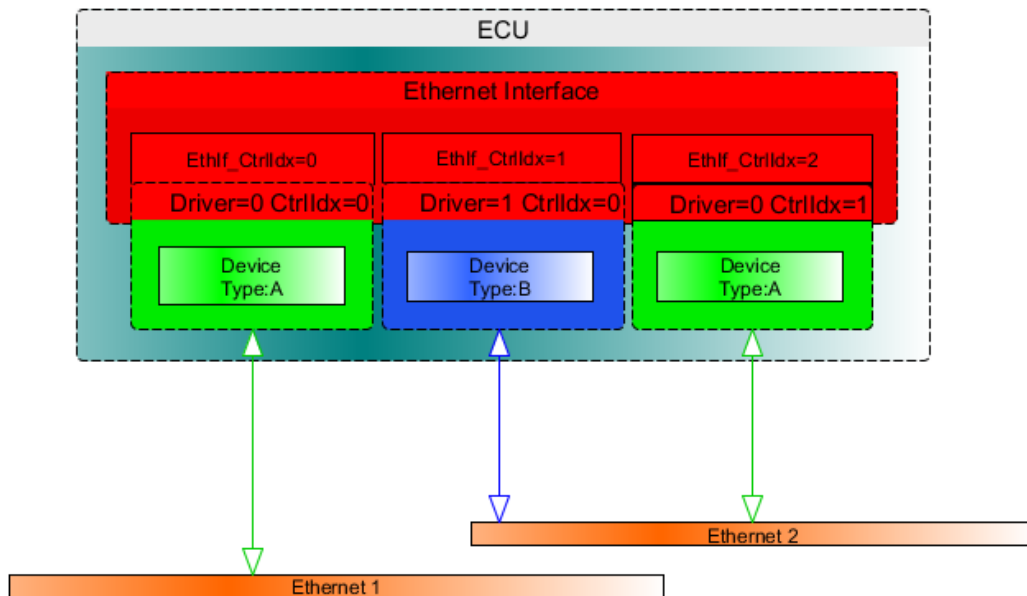 ECU
Ethernet Interface
EthIf_CtrlIdx=0
EthIf_CtrlIdx=1
EthIf_CtrlIdx=2
Driver=0 CtrlIdx=0
Driver=1 CtrlIdx=0
Driver=0 CtrlIdx=1
Device
Type:A
Device
Type:B
Device
Type:A
Ethernet 2
Ethernet 1